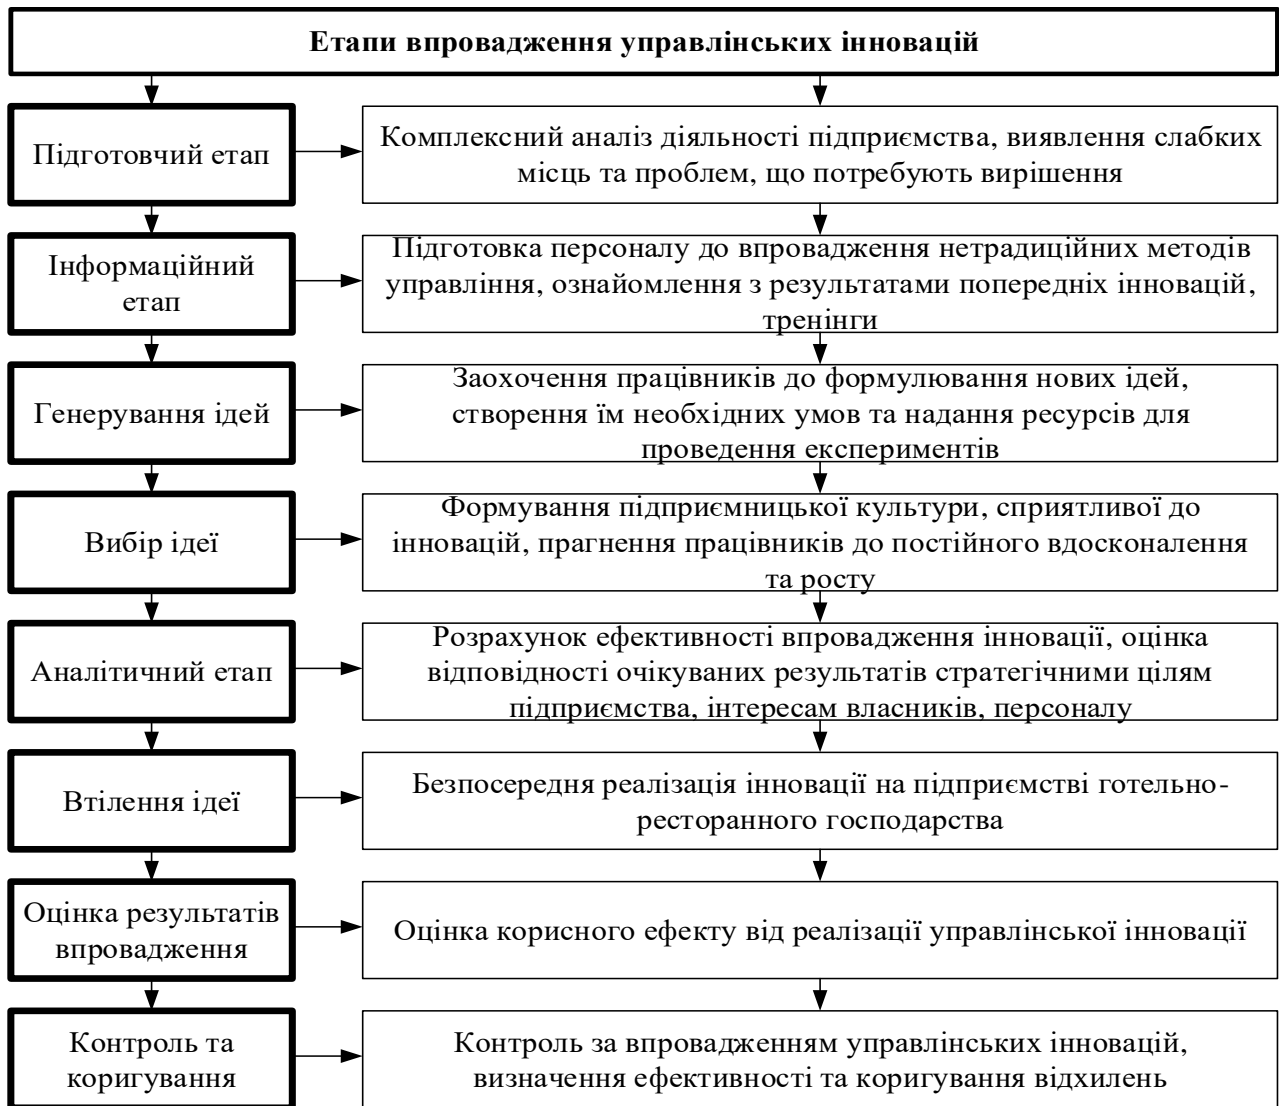 Етапи впровадження управлінських інновацій
Підготовчий етап
Комплексний аналіз діяльності підприємства, виявлення слабких
місць та проблем, що потребують вирішення
Інформаційний
етап
Підготовка персоналу до впровадження нетрадиційних методів
управління, ознайомлення з результатами попередніх інновацій,
тренінги
Генерування ідей
Заохочення працівників до формулювання нових ідей,
створення їм необхідних умов та надання ресурсів для
проведення експериментів
Вибір ідеї
Формування підприємницької культури, сприятливої до
інновацій, прагнення працівників до постійного вдосконалення
та росту
Аналітичний етап
Розрахунок ефективності впровадження інновації, оцінка
відповідності очікуваних результатів стратегічними цілям
підприємства, інтересам власників, персоналу
Втілення ідеї
Безпосередня реалізація інновації на підприємстві готельно-
ресторанного господарства
Оцінка результатів
впровадження
Оцінка корисного ефекту від реалізації управлінської інновації
Контроль та
коригування
Контроль за впровадженням управлінських інновацій,
визначення ефективності та коригування відхилень